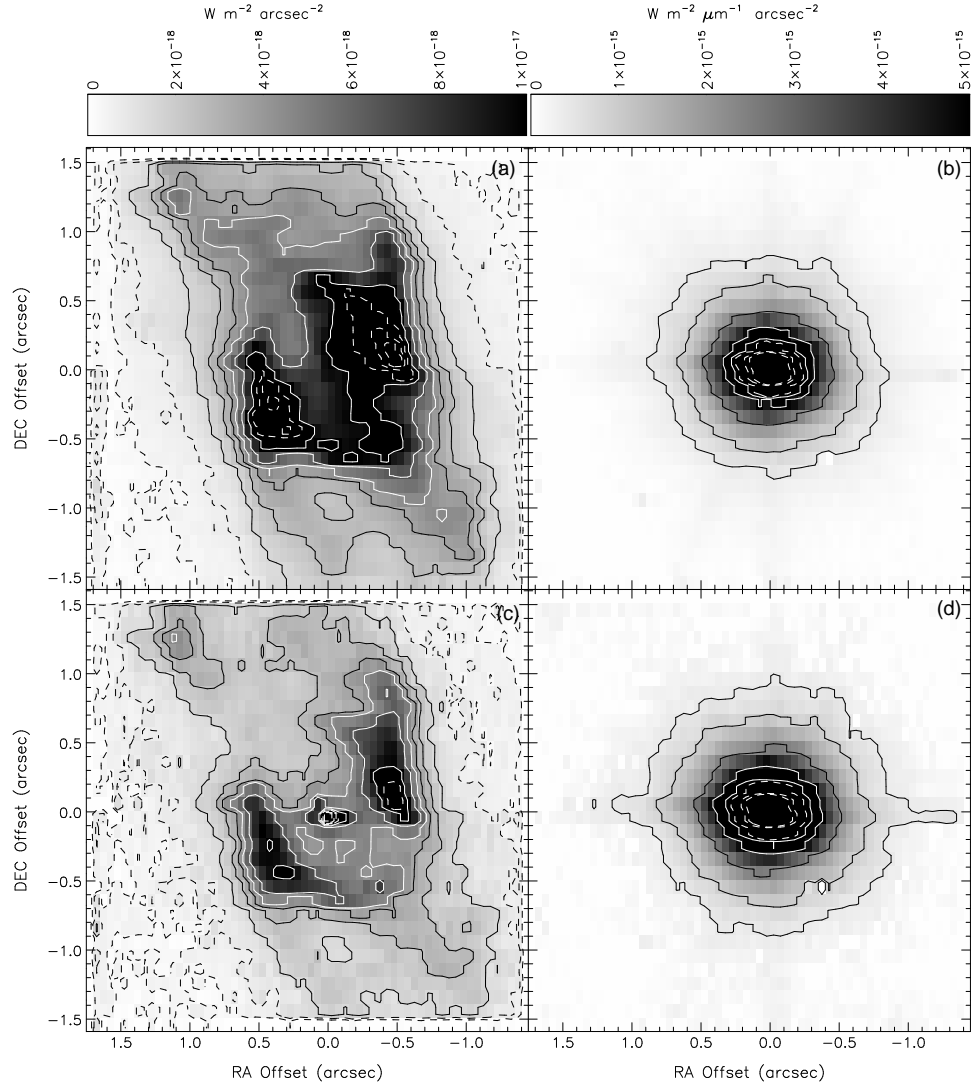 W m⁻² arcsec⁻²
W m⁻² μm⁻¹ arcsec⁻²
0 2×10⁻¹⁸ 4×10⁻¹⁸ 6×10⁻¹⁸ 8×10⁻¹⁸ 1×10⁻¹⁷
0 1×10⁻¹⁵ 2×10⁻¹⁵ 3×10⁻¹⁵ 4×10⁻¹⁵ 5×10⁻¹⁵
(a)
(b)
1.5
1.0
0.5
0.0
−0.5
−1.0
−1.5
DEC Offset (arcsec)
(c)
(d)
1.5
1.0
0.5
0.0
−0.5
−1.0
−1.5
DEC Offset (arcsec)
1.5 1.0 0.5 0.0 −0.5 −1.0
1.5 1.0 0.5 0.0 −0.5 −1.0
RA Offset (arcsec)
RA Offset (arcsec)